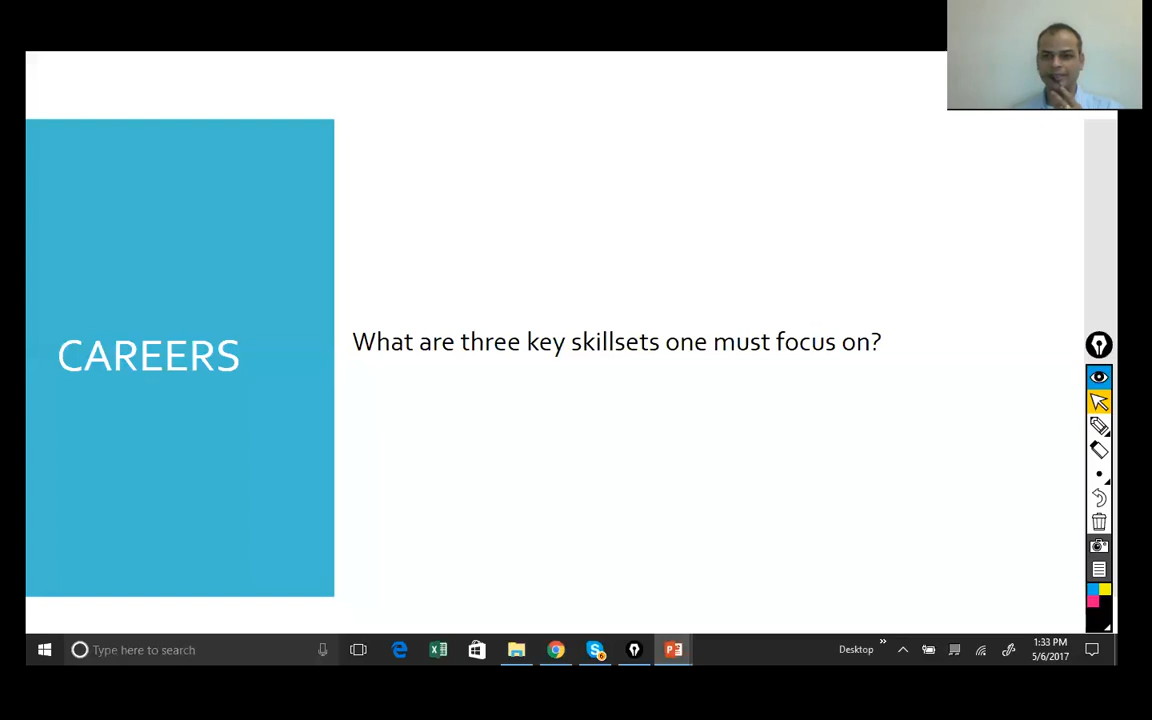 CAREERS
What are three key skillsets one must focus on?
Type here to search
Desktop
1:33 PM
5/6/2017